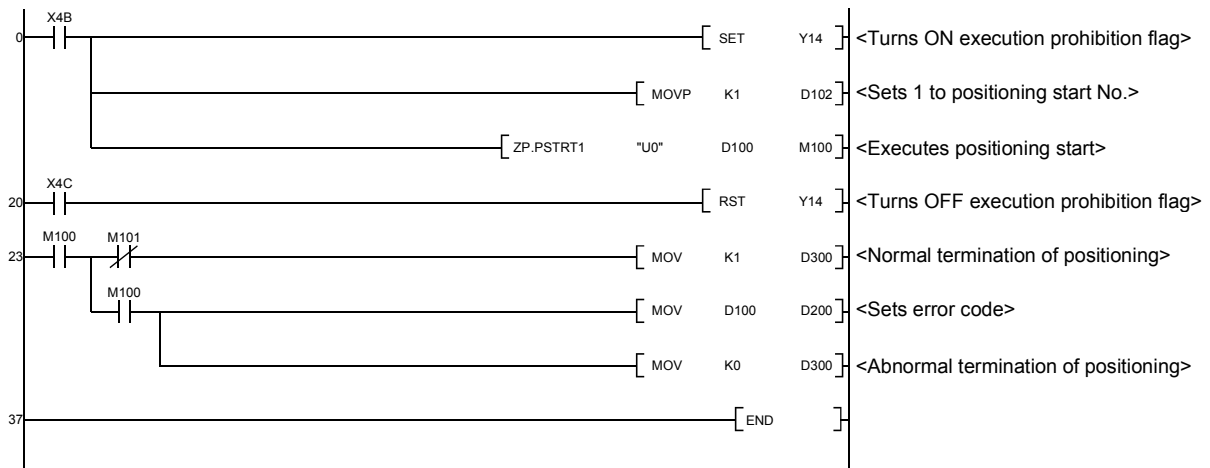 X4B
0 SET Y14 <Turns ON execution prohibition flag>
MOVP K1 D102 <Sets 1 to positioning start No.>
ZP.PSTRT1 "U0" D100 M100 <Executes positioning start>
X4C
20 RST Y14 <Turns OFF execution prohibition flag>
M100 M101
23 MOV K1 D300 <Normal termination of positioning>
M100
MOV D100 D200 <Sets error code>
MOV K0 D300 <Abnormal termination of positioning>
37 END